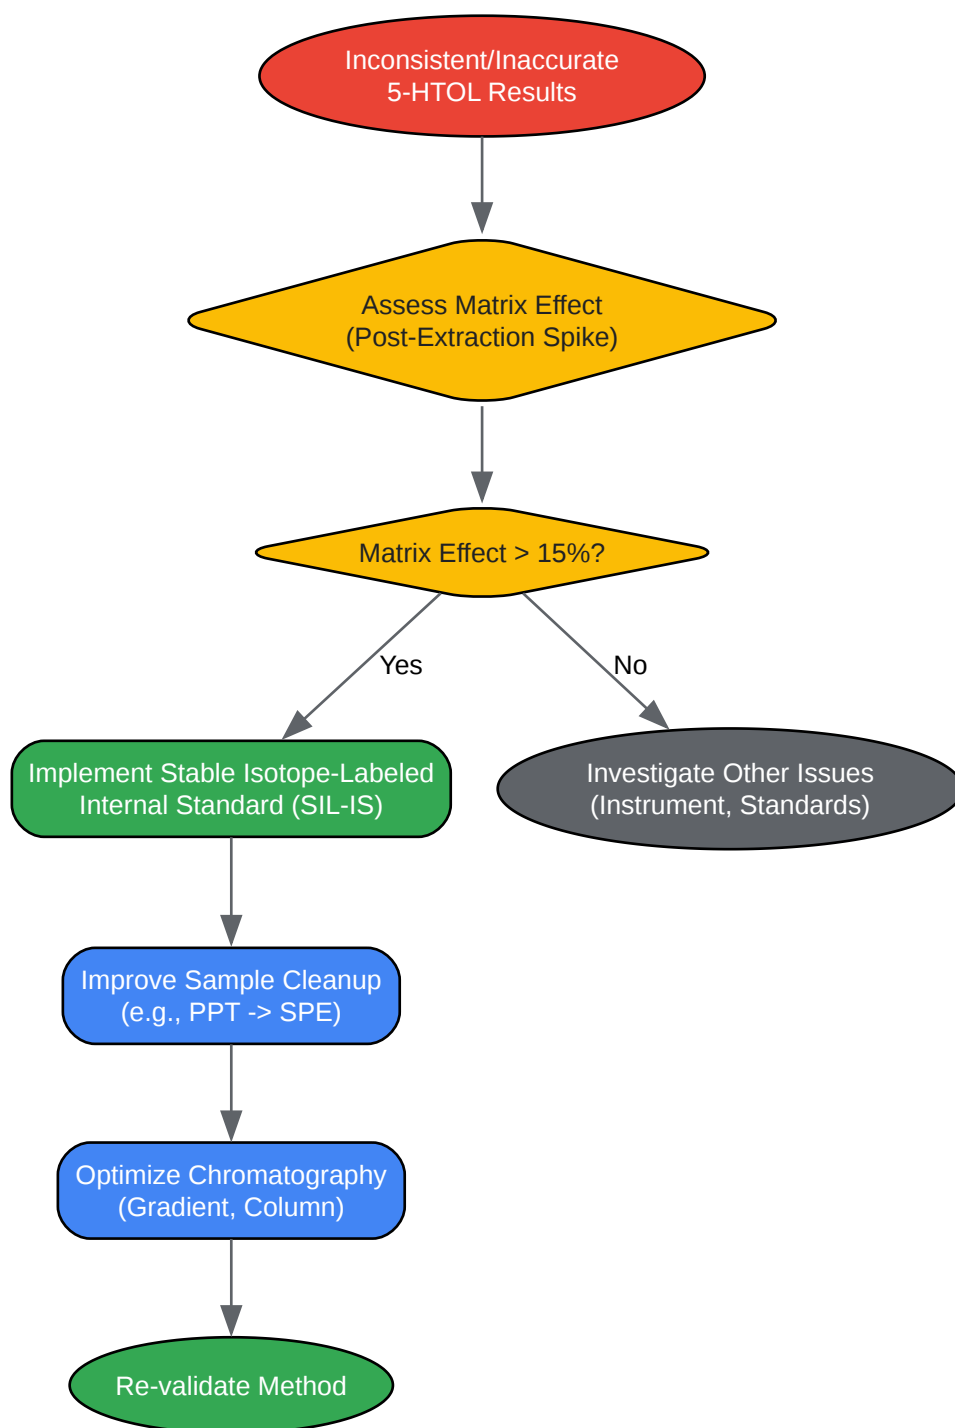 Inconsistent/Inaccurate
5-HTOL Results
Assess Matrix Effect
(Post-Extraction Spike)
Matrix Effect > 15%?
Yes
No
Implement Stable Isotope-Labeled
Internal Standard (SIL-IS)
Investigate Other Issues
(Instrument, Standards)
Improve Sample Cleanup
(e.g., PPT -> SPE)
Optimize Chromatography
(Gradient, Column)
Re-validate Method